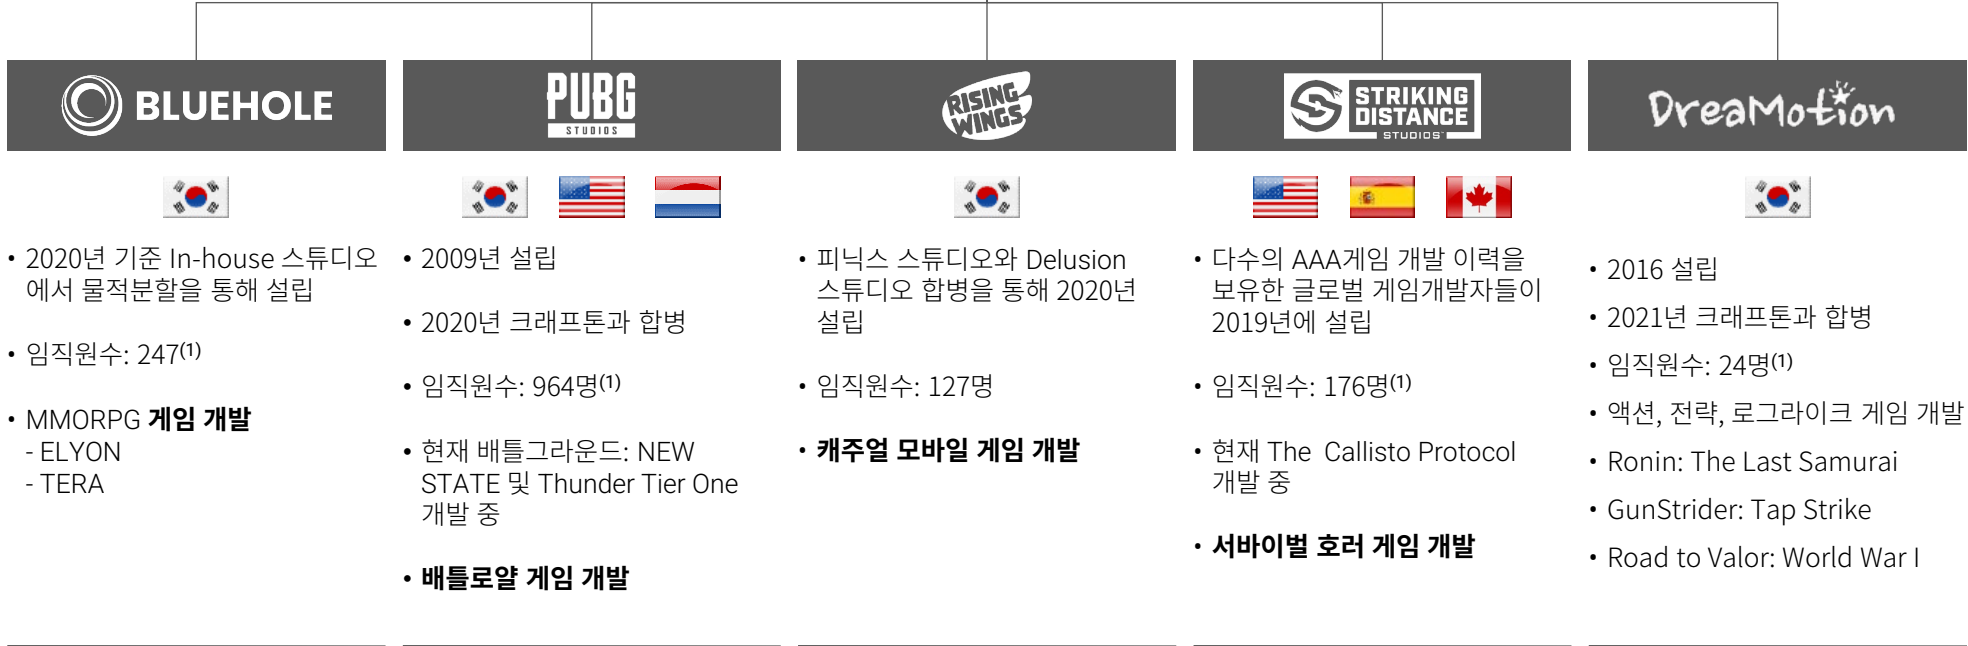 BLUEHOLE
• 2020년 기준 In-house 스튜디오
에서 물적분할을 통해 설립
• 임직원수: 247(1)
• MMORPG 게임 개발
- ELYON
- TERA
PUBG
STUDIOS
• 2009년 설립
• 2020년 크래프톤과 합병
• 임직원수: 964명(1)
• 현재 배틀그라운드: NEW
STATE 및 Thunder Tier One
개발 중
• 배틀로얄 게임 개발
RISING
WINGS
• 피닉스 스튜디오와 Delusion
스튜디오 합병을 통해 2020년
설립
• 임직원수: 127명
• 캐주얼 모바일 게임 개발
STRIKING
DISTANCE
STUDIOS
• 다수의 AAA게임 개발 이력을
보유한 글로벌 게임개발자들이
2019년에 설립
• 임직원수: 176명(1)
• 현재 The Callisto Protocol
개발 중
• 서바이벌 호러 게임 개발
DreaMotion
• 2016 설립
• 2021년 크래프톤과 합병
• 임직원수: 24명(1)
• 액션, 전략, 로그라이크 게임 개발
• Ronin: The Last Samurai
• GunStrider: Tap Strike
• Road to Valor: World War I